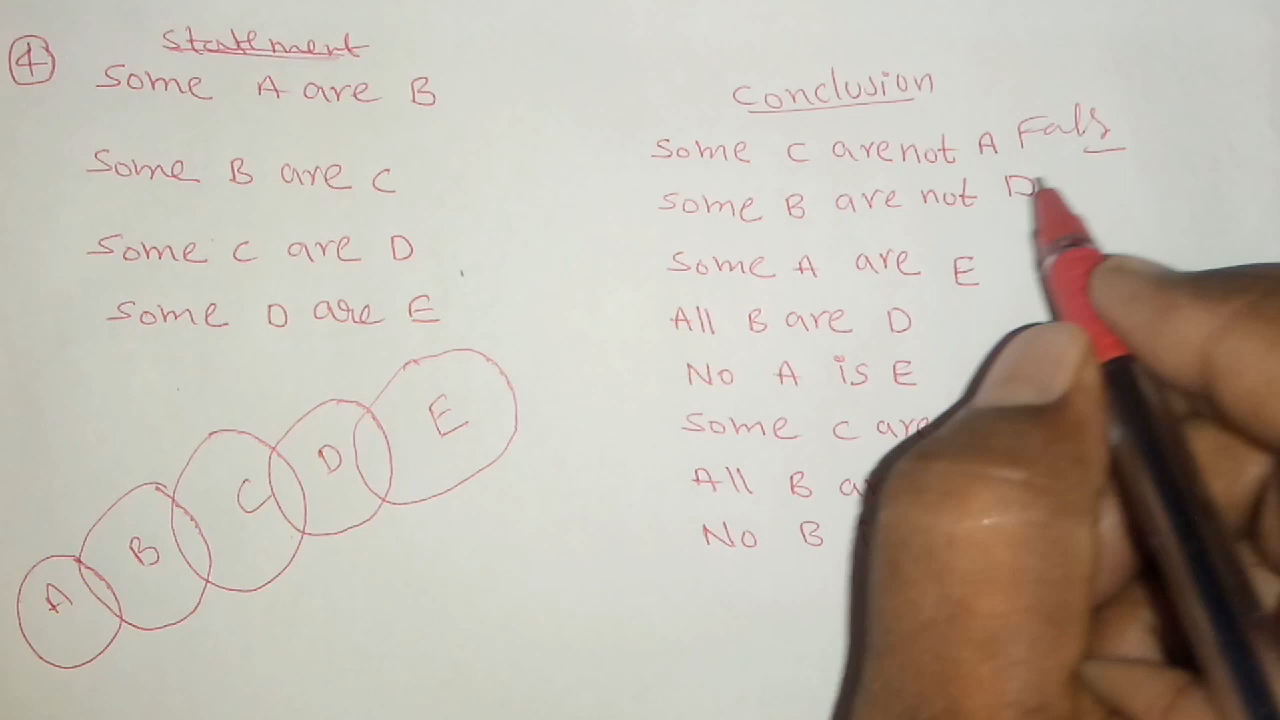 4
Statement
Some A are B
Some B are C
Some C are D
Some D are E
Conclusion
Some C are not A Fals
Some B are not D
Some A are E
All B are D
No A is E
Some C are
All B
No B
A
B
C
D
E